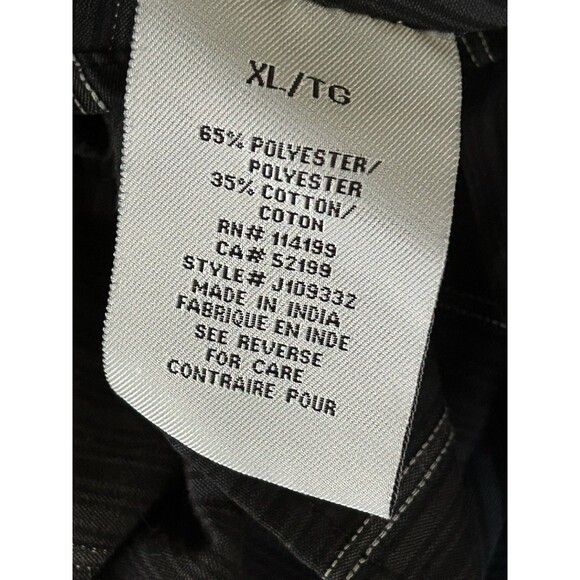 XL/TG
65% POLYESTER/
POLYESTER
35% COTTON/
COTON
RN# 114199
CA# 52199
STYLE# J1D933Z
MADE IN INDIA
FABRIQUE EN INDE
SEE REVERSE
FOR CARE
CONTRAIRE POUR